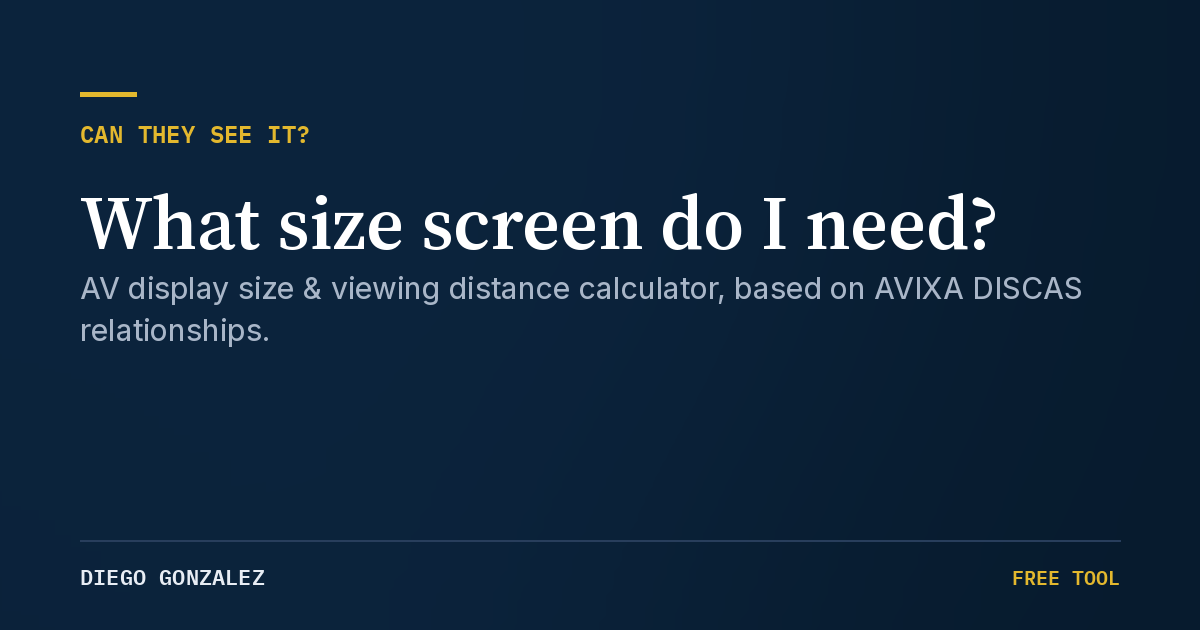 CAN THEY SEE IT?
What size screen do I need?
AV display size & viewing distance calculator, based on AVIXA DISCAS
relationships.
DIEGO GONZALEZ
FREE TOOL